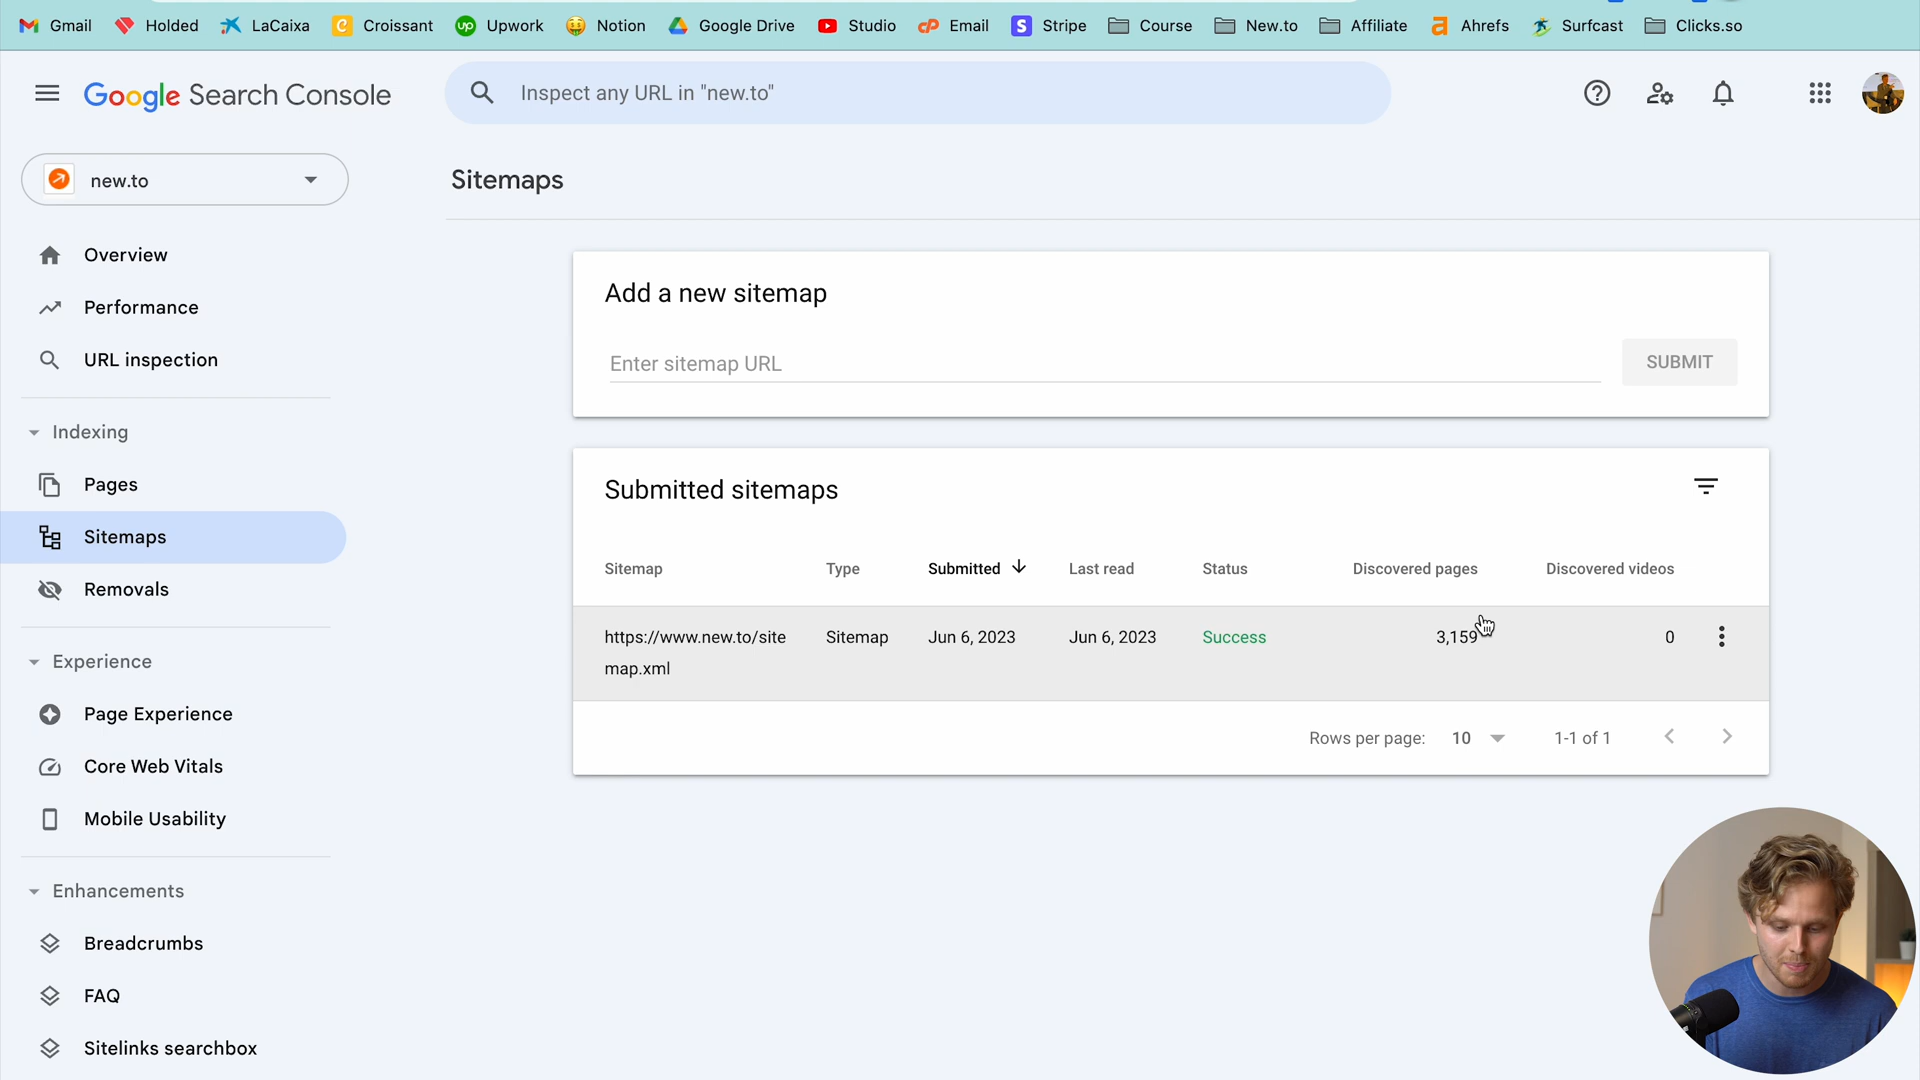 Gmail Holded LaCaixa Croissant Upwork Notion Google Drive Studio Email Stripe Course New.to Affiliate Ahrefs Surfcast Clicks.so
Google Search Console
Inspect any URL in "new.to"
new.to
Sitemaps
Overview
Performance
URL inspection
Indexing
Pages
Sitemaps
Removals
Experience
Page Experience
Core Web Vitals
Mobile Usability
Enhancements
Breadcrumbs
FAQ
Sitelinks searchbox
Add a new sitemap
Enter sitemap URL
SUBMIT
Submitted sitemaps
Sitemap Type Submitted Last read Status Discovered pages Discovered videos
https://www.new.to/site Sitemap Jun 6, 2023 Jun 6, 2023 Success 3,159 0
map.xml
Rows per page: 10 1-1 of 1